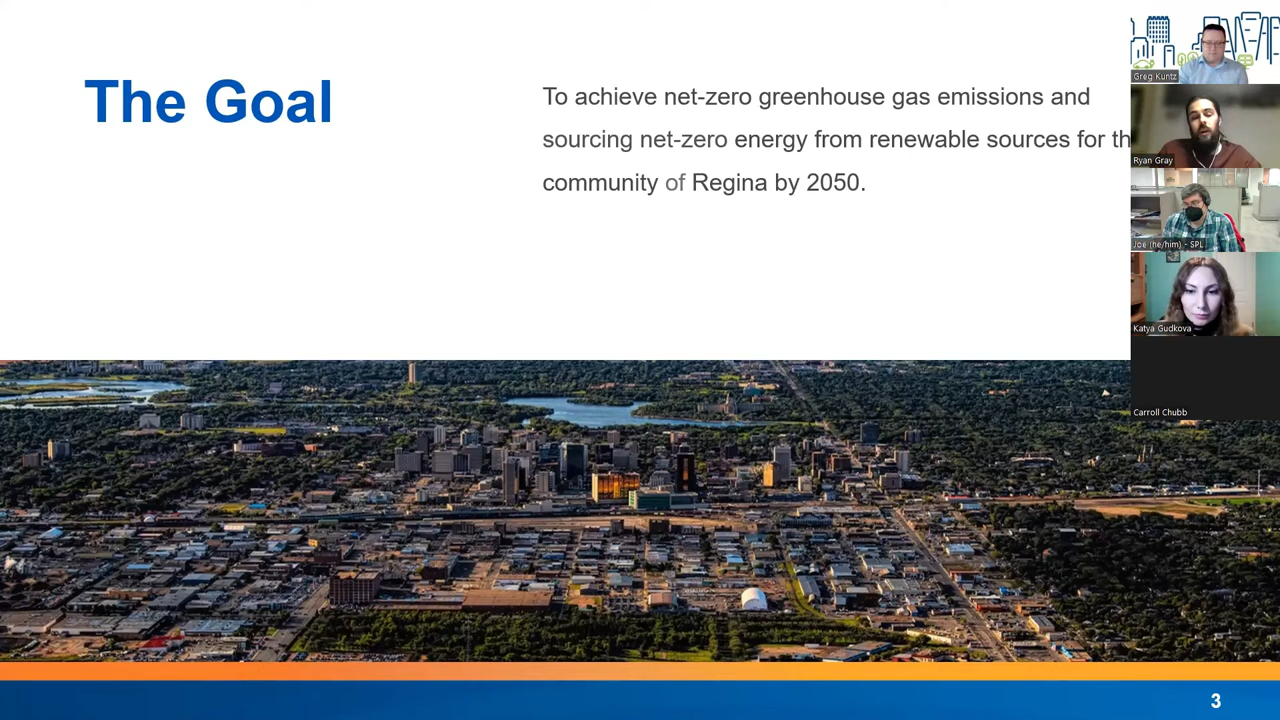 The Goal
To achieve net-zero greenhouse gas emissions and
sourcing net-zero energy from renewable sources for th
community of Regina by 2050.
Greg Kuntz
Ryan Gray
Joe (he/him) - SPL
Katya Gudkova
Carroll Chubb
3